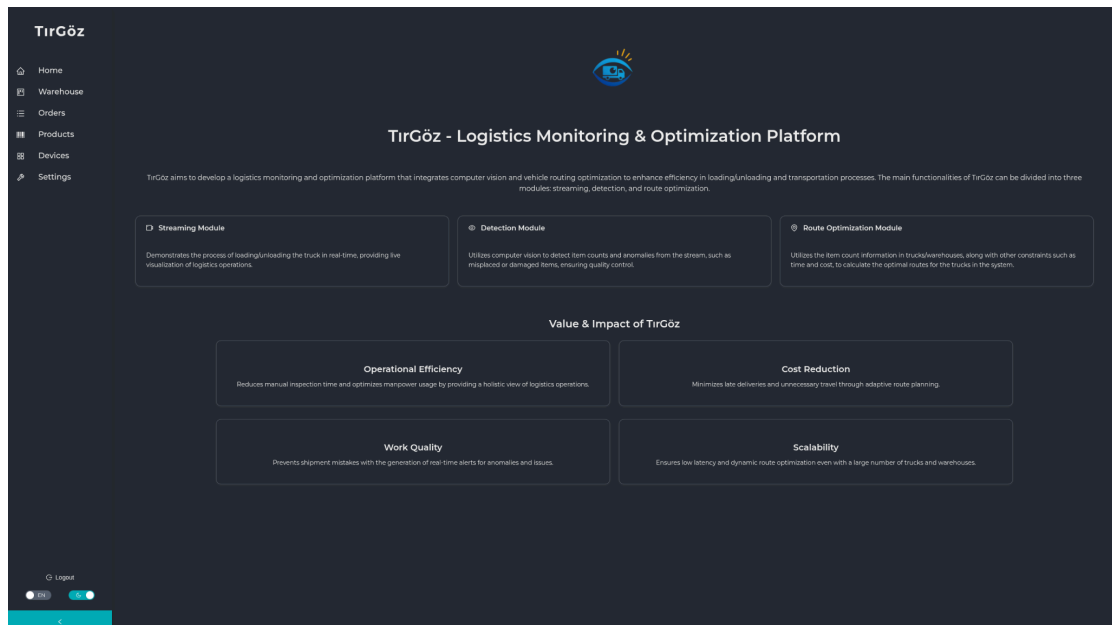 TırGöz
Home
Warehouse
Orders
Products
Devices
Settings
TırGöz - Logistics Monitoring & Optimization Platform
TırGöz aims to develop a logistics monitoring and optimization platform that integrates computer vision and vehicle routing optimization to enhance efficiency in loading/unloading and transportation processes. The main functionalities of TırGöz can be divided into three
modules: streaming, detection, and route optimization.
Streaming Module
Demonstrates the process of loading/unloading the truck in real-time, providing live
visualization of logistics operations.
Detection Module
Utilizes computer vision to detect item counts and anomalies from the stream, such as
misplaced or damaged items, ensuring quality control.
Route Optimization Module
Utilizes the item count information in trucks/warehouses, along with other constraints such as
time and cost, to calculate the optimal routes for the trucks in the system.
Value & Impact of TırGöz
Operational Efficiency
Reduces manual inspection time and optimizes manpower usage by providing a holistic view of logistics operations.
Cost Reduction
Minimizes late deliveries and unnecessary travel through adaptive route planning.
Work Quality
Prevents shipment mistakes with the generation of real-time alerts for anomalies and issues.
Scalability
Ensures low latency and dynamic route optimization even with a large number of trucks and warehouses.
Logout
EN